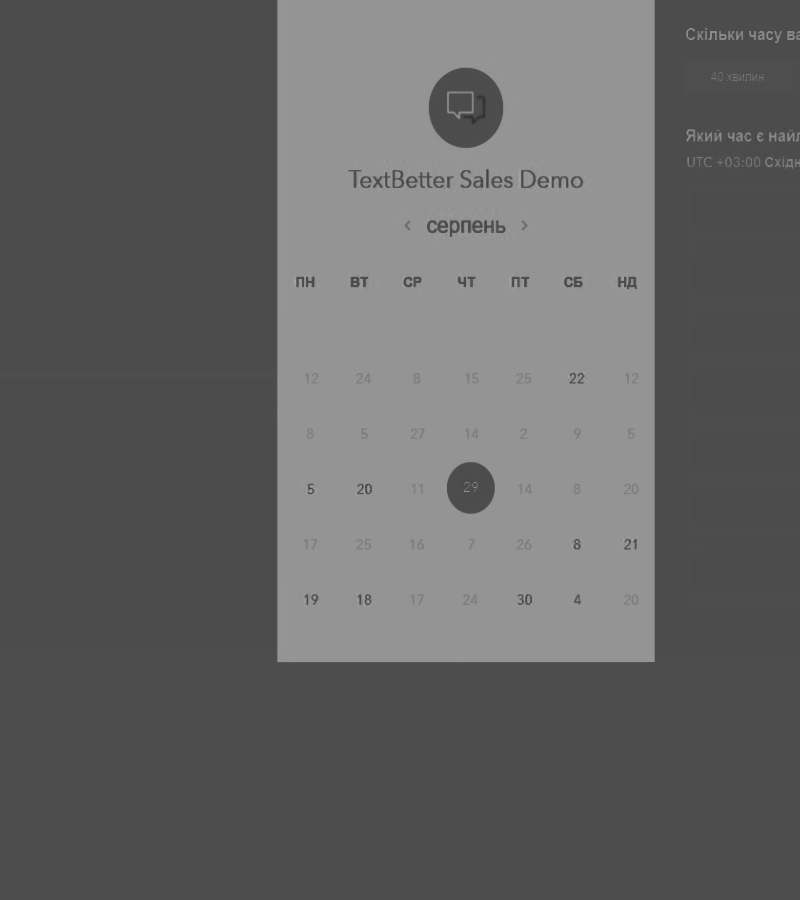 TextBetter Sales Demo
серпень
ПН ВТ СР ЧТ ПТ СБ НД
12 24 8 15 25 22 12
8 5 27 14 2 9 5
5 20 11 29 14 8 20
17 25 16 7 26 8 21
19 18 17 24 30 4 20
Скільки часу ва
40 хвилин
Який час є найл
UTC +03:00 Східн